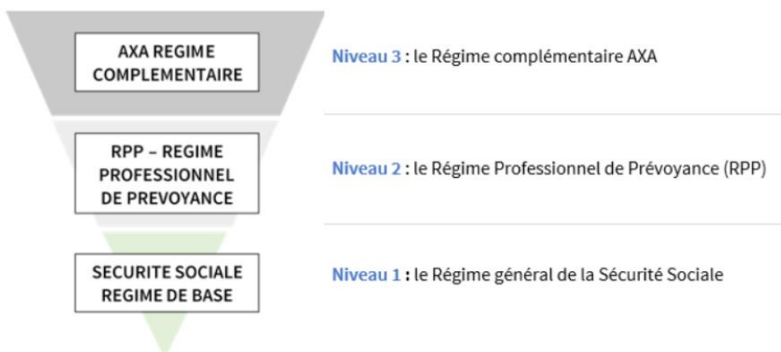 AXA REGIME
COMPLEMENTAIRE
Niveau 3 : le Régime complémentaire AXA
RPP – REGIME
PROFESSIONNEL
DE PREVOYANCE
Niveau 2 : le Régime Professionnel de Prévoyance (RPP)
SECURITE SOCIALE
REGIME DE BASE
Niveau 1 : le Régime général de la Sécurité Sociale